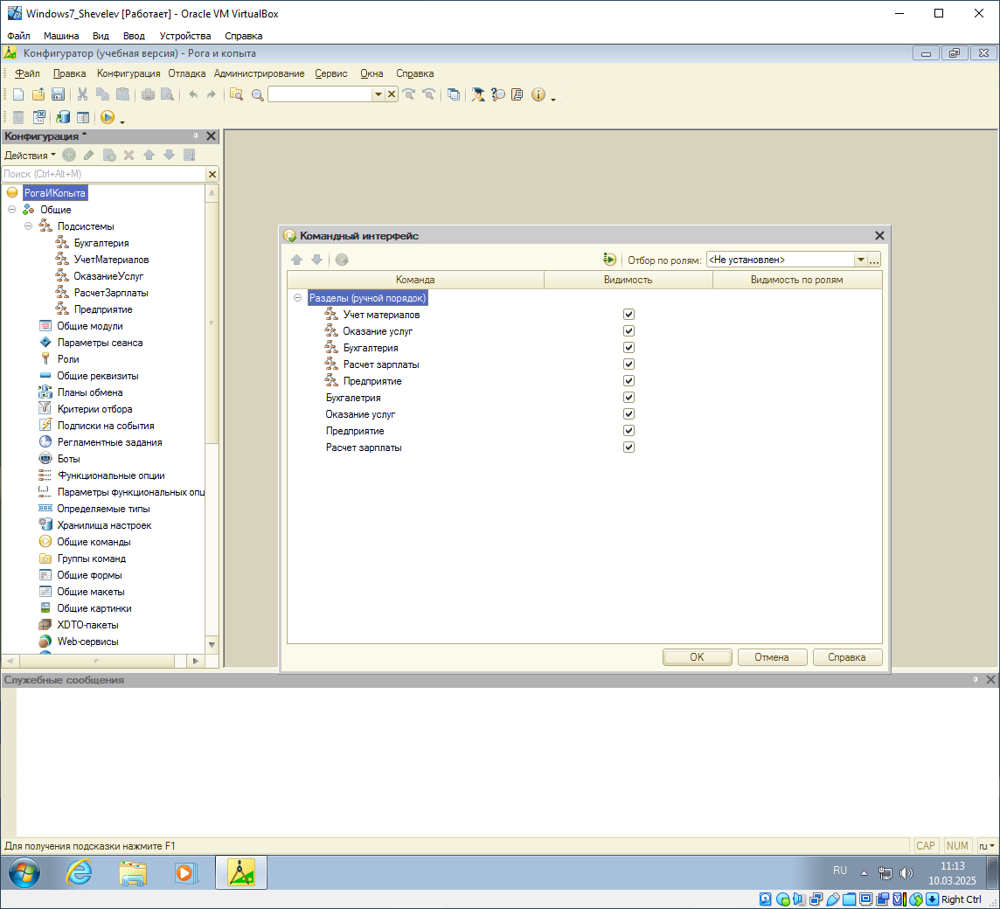 Windows7_Shevelev [Работает] - Oracle VM VirtualBox
Файл Машина Вид Ввод Устройства Справка
Конфигуратор (учебная версия) - Рога и копыта
Файл Правка Конфигурация Отладка Администрирование Сервис Окна Справка
Конфигурация *
Действия
Поиск (Ctrl+Alt+M)
РогаИКопыта
Общие
Подсистемы
Бухгалтерия
УчетМатериалов
ОказаниеУслуг
РасчетЗарплаты
Предприятие
Общие модули
Параметры сеанса
Роли
Общие реквизиты
Планы обмена
Критерии отбора
Подписки на события
Регламентные задания
Боты
Функциональные опции
Параметры функциональных опц
Определяемые типы
Хранилища настроек
Общие команды
Группы команд
Общие формы
Общие макеты
Общие картинки
XDTO-пакеты
Web-сервисы
Командный интерфейс
Отбор по ролям: <Не установлен>
Команда Видимость Видимость по ролям
Разделы (ручной порядок)
Учет материалов
Оказание услуг
Бухгалтерия
Расчет зарплаты
Предприятие
Бухгалетрия
Оказание услуг
Предприятие
Расчет зарплаты
OK Отмена Справка
Служебные сообщения
Для получения подсказки нажмите F1
CAP NUM ru
RU
11:13
10.03.2025
Right Ctrl